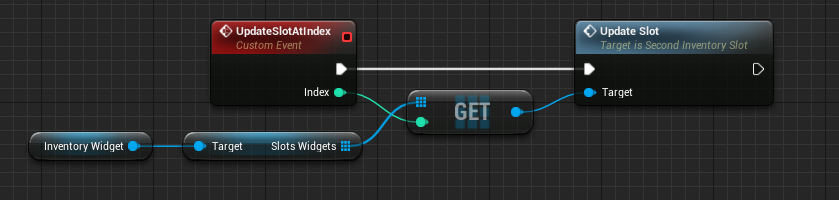 UpdateSlotAtIndex
Custom Event
Index
Update Slot
Target is Second Inventory Slot
Target
GET
Inventory Widget
Target
Slots Widgets